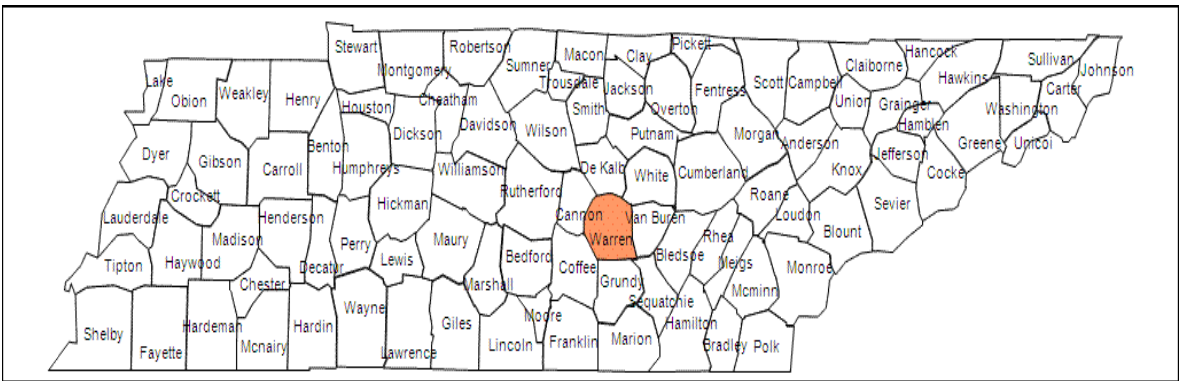 Stewart
Montgomery
Robertson
Sumner
Macon
Clay
Pickett
Trousdale
Jackson
Overton
Fentress
Scott
Campbell
Claiborne
Hancock
Hawkins
Sullivan
Johnson
Carter
Washington
Unicoi
Greene
Hamblen
Grainger
Union
Lake
Obion
Weakley
Henry
Houston
Cheatham
Davidson
Wilson
Smith
Putnam
Morgan
Anderson
Knox
Jefferson
Cocke
Sevier
Dyer
Gibson
Carroll
Benton
Humphreys
Dickson
Williamson
Rutherford
De Kalb
White
Cumberland
Roane
Loudon
Blount
Crockett
Lauderdale
Madison
Henderson
Perry
Hickman
Maury
Cannon
Warren
Van Buren
Rhea
Bledsoe
Meigs
Monroe
Tipton
Haywood
Chester
Decatur
Lewis
Marshall
Bedford
Coffee
Grundy
Sequatchie
Mcminn
Shelby
Fayette
Hardeman
Mcnairy
Hardin
Wayne
Lawrence
Giles
Lincoln
Moore
Franklin
Marion
Hamilton
Bradley
Polk